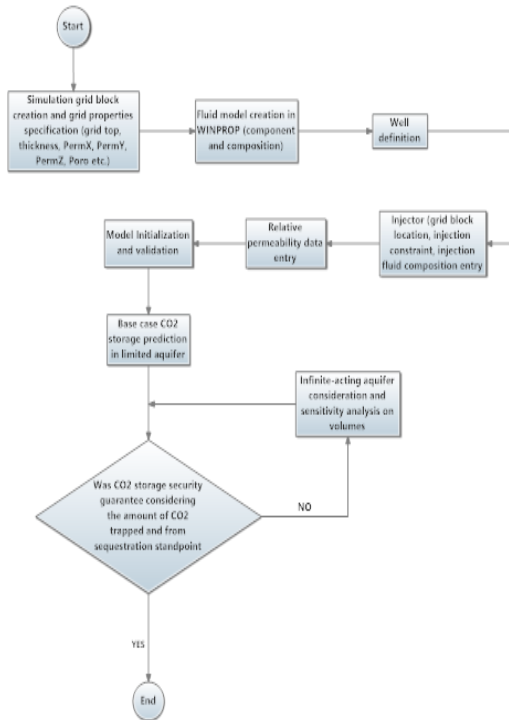 Start
Simulation grid block
creation and grid properties
specification (grid top,
thickness, PermX, PermY,
PermZ, Poro etc.)
Fluid model creation in
WINPROP (component
and composition)
Well
definition
Injector (grid block
location, injection
constraint, injection
fluid composition entry
Relative
permeability data
entry
Model Initialization
and validation
Base case CO2
storage prediction
in limited aquifer
Infinite-acting aquifer
consideration and
sensitivity analysis on
volumes
Was CO2 storage security
guarantee considering
the amount of CO2
trapped and from
sequestration standpoint
NO
YES
End